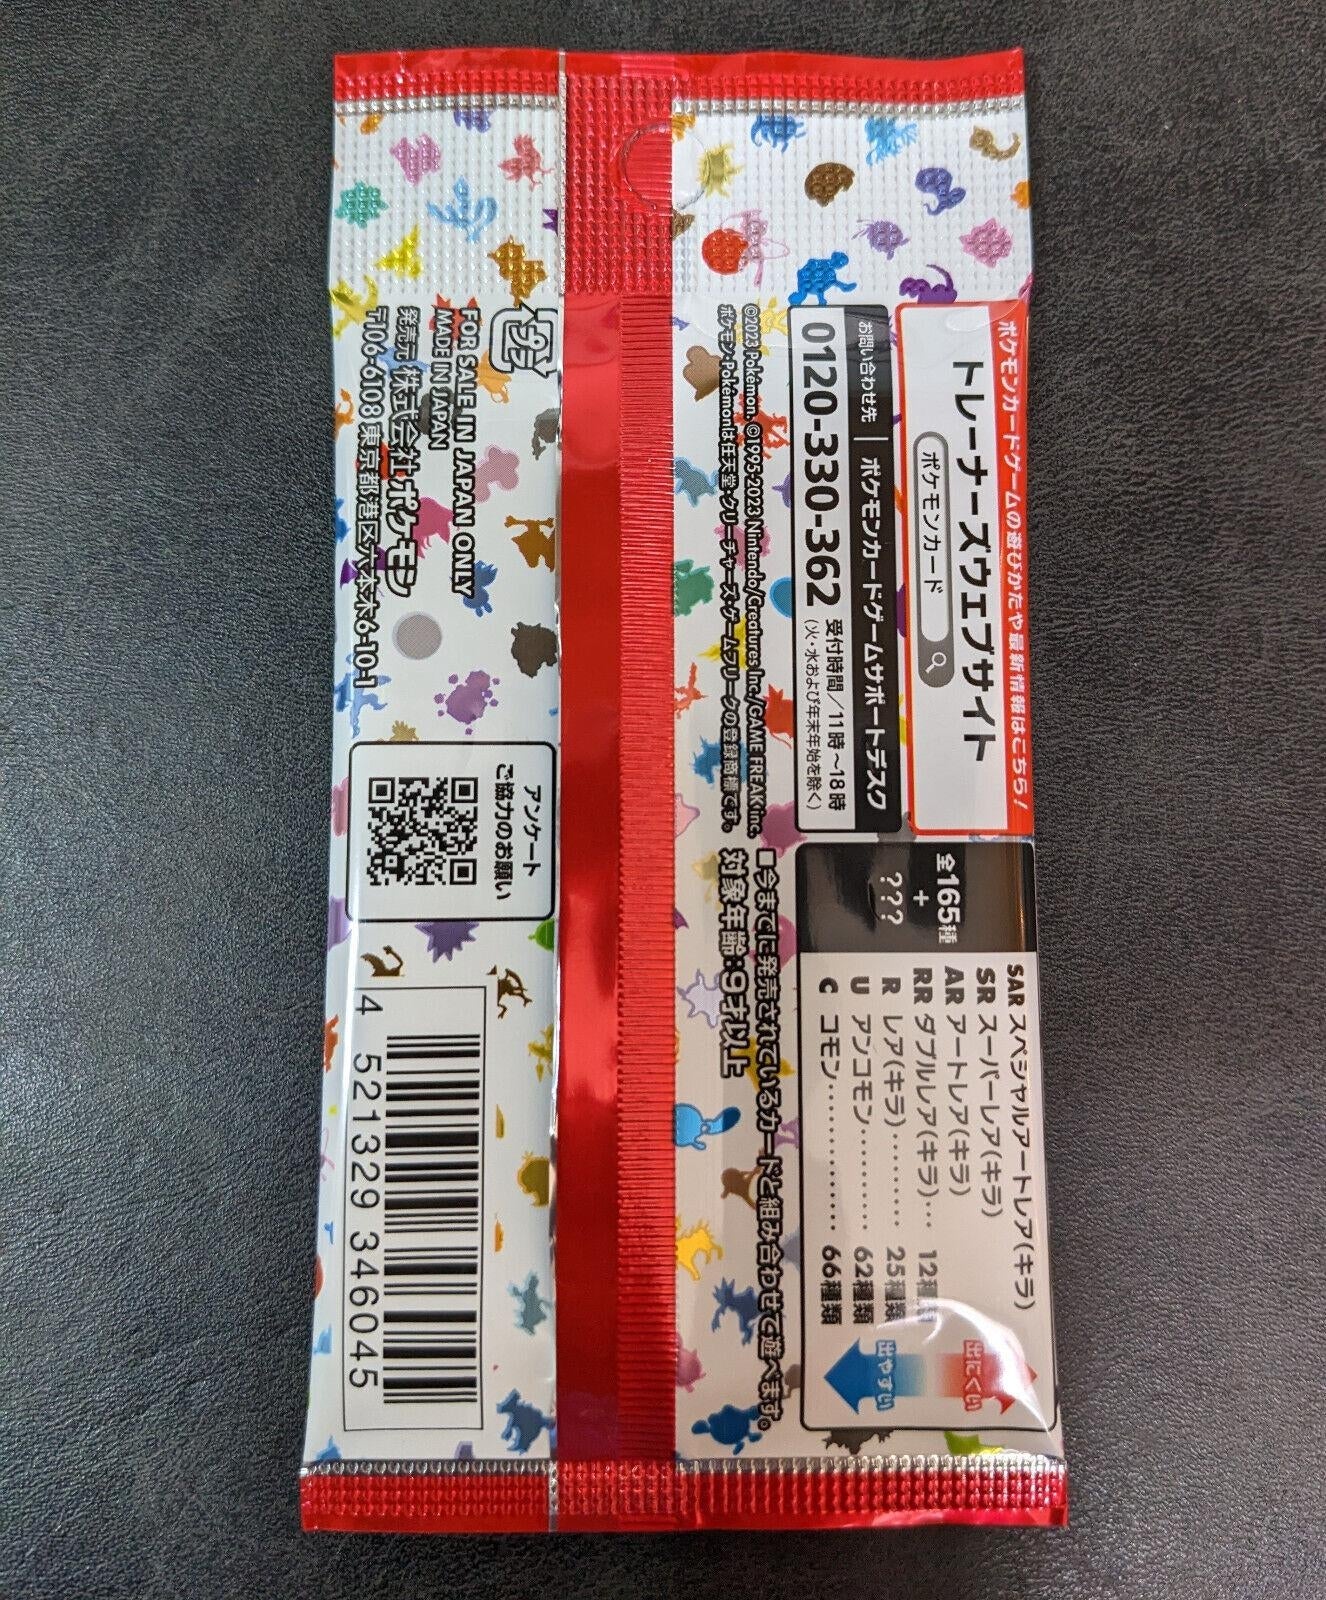 ポケモンカードゲームの遊びかたや最新情報はこちら!
トレーナーズウェブサイト
ポケモンカード
お問い合わせ先 | ポケモンカードゲームサポートデスク
0120-330-362 受付時間/11時～18時
(火・水および年末年始を除く)
©2023 Pokémon. ©1995-2023 Nintendo/Creatures Inc./GAME FREAK inc.
ポケモン・Pokémonは任天堂・クリーチャーズ・ゲームフリークの登録商標です。
全165種
+
???
SAR スペシャルアートレア(キラ)
SR スーパーレア(キラ)
AR アートレア(キラ)
RR ダブルレア(キラ)… 12種類
R レア(キラ)……… 25種類
U アンコモン……… 62種類
C コモン………… 66種類
出にくい
出やすい
■今までに発売されているカードと組み合わせて遊べます。
対象年齢:9才以上
プラ
FOR SALE IN JAPAN ONLY
MADE IN JAPAN
発売元 株式会社ポケモン
〒106-6108 東京都港区六本木6-10-1
アンケート
ご協力のお願い
4 521329 346045